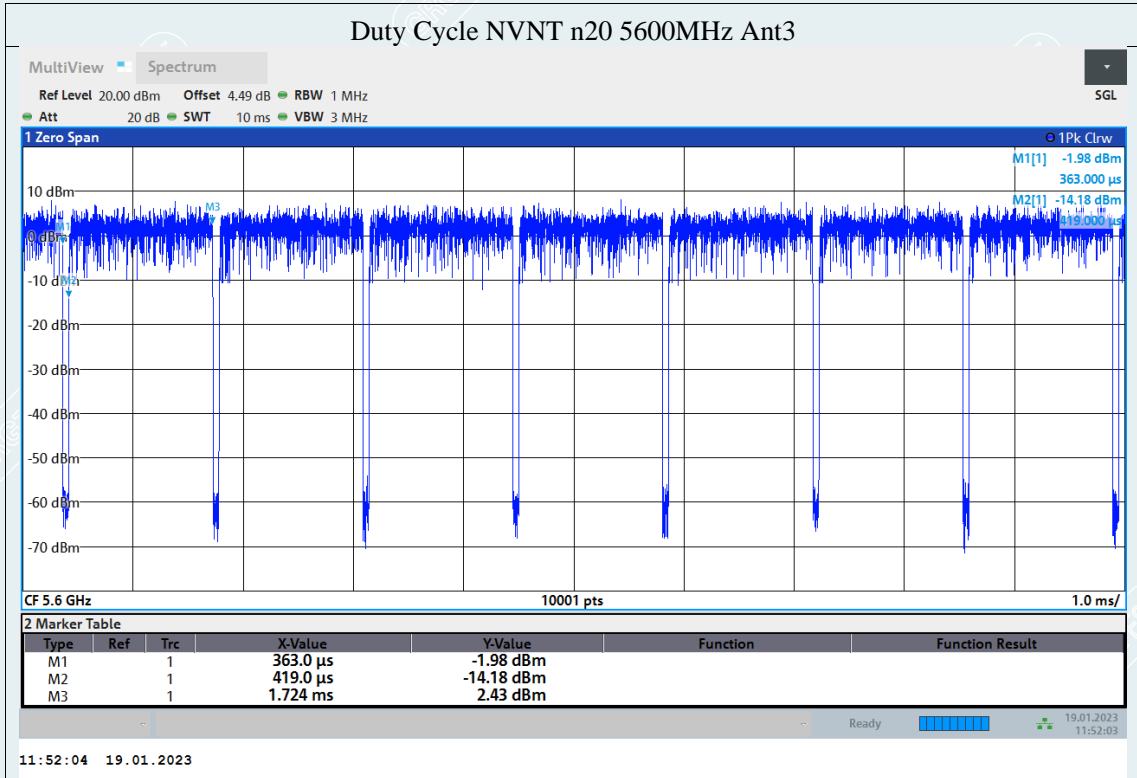 Duty Cycle NVNT n20 5600MHz Ant3
MultiView Spectrum
Ref Level 20.00 dBm Offset 4.49 dB RBW 1 MHz SGL
Att 20 dB SWT 10 ms VBW 3 MHz
1 Zero Span 1Pk Clrw
M1[1] -1.98 dBm
363.000 µs
M2[1] -14.18 dBm
419.000 µs
10 dBm
M3
M1
0 dBm
-10 dBm
M2
-20 dBm
-30 dBm
-40 dBm
-50 dBm
-60 dBm
-70 dBm
CF 5.6 GHz 10001 pts 1.0 ms/
2 Marker Table
Type Ref Trc X-Value Y-Value Function Function Result
M1 1 363.0 µs -1.98 dBm
M2 1 419.0 µs -14.18 dBm
M3 1 1.724 ms 2.43 dBm
Ready 19.01.2023
11:52:03
11:52:04 19.01.2023